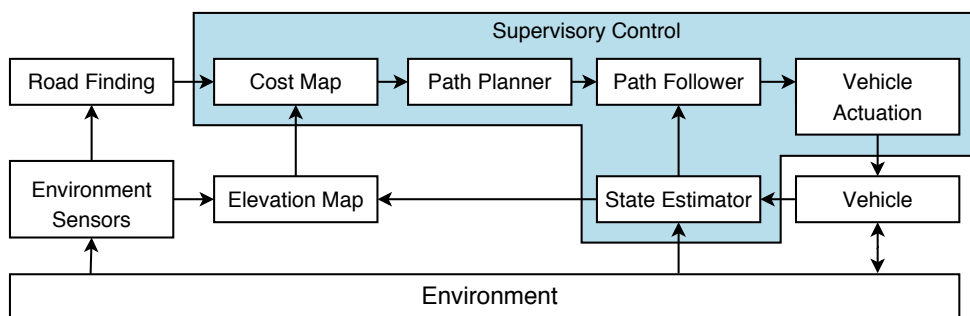 Supervisory Control
Road Finding
Cost Map
Path Planner
Path Follower
Vehicle
Actuation
Environment
Sensors
Elevation Map
State Estimator
Vehicle
Environment